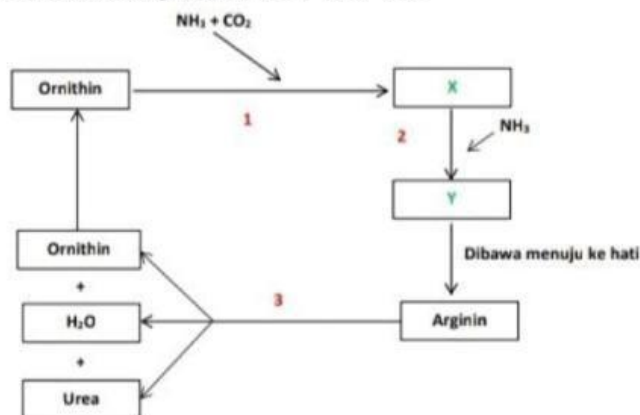 NH₃ + CO₂
Ornithin
X
1
2
NH₃
Y
Ornithin
Dibawa menuju ke hati
+
3
H₂O
Arginin
+
Urea